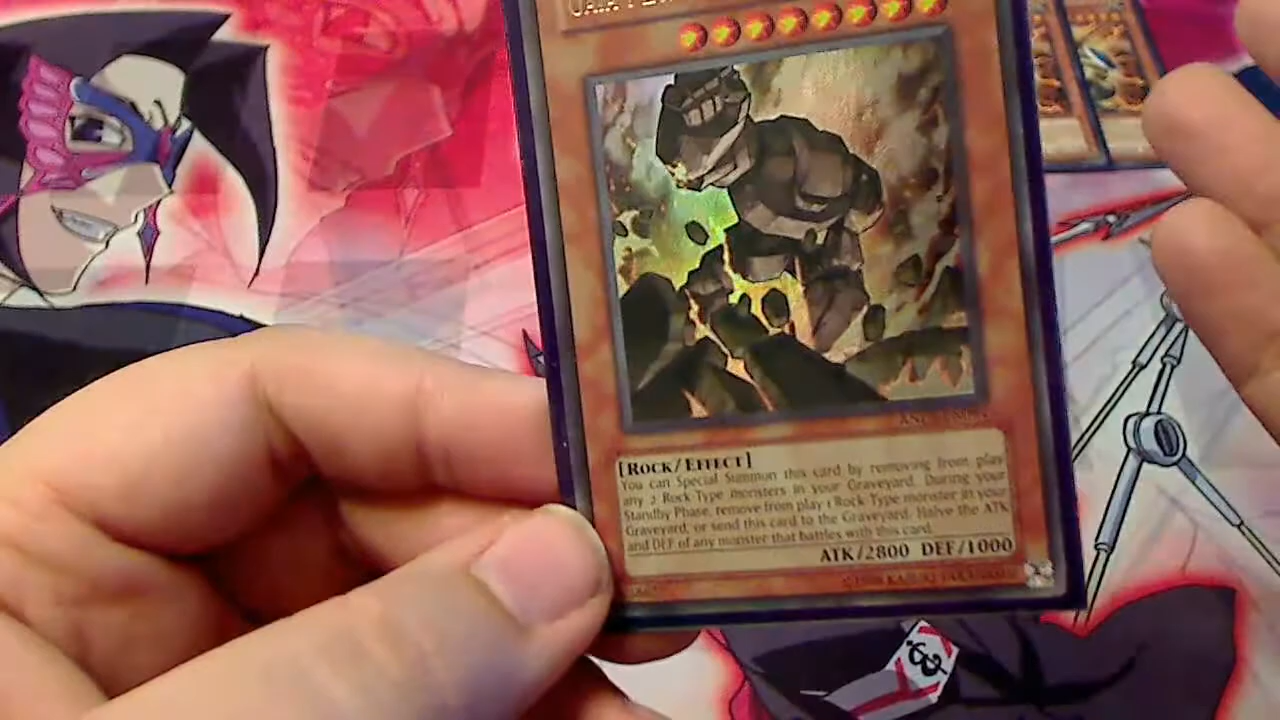 GAIA
[ROCK/EFFECT]
You can Special Summon this card by removing from play
any 2 Rock Type monsters in your Graveyard. During your
Standby Phase, remove from play 1 Rock Type monster in your
Graveyard, or send this card to the Graveyard. Halve the ATK
and DEF of any monster that battles with this card.
ATK/2800 DEF/1000